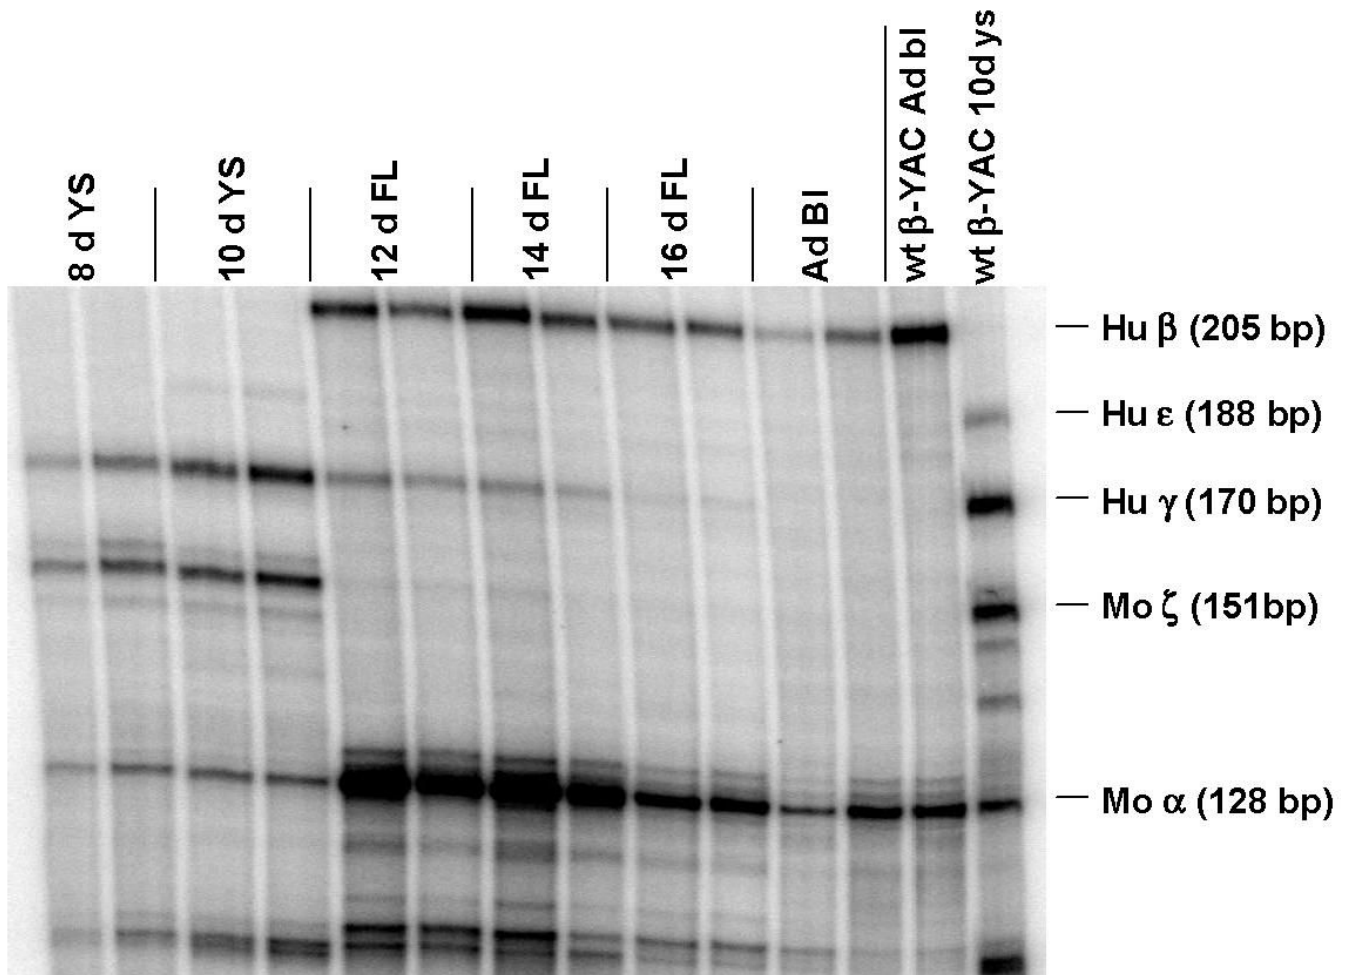 8 d YS
10 d YS
12 d FL
14 d FL
16 d FL
Ad Bl
wt β-YAC Ad bl
wt β-YAC 10d ys
Hu β (205 bp)
Hu ε (188 bp)
Hu γ (170 bp)
Mo ζ (151bp)
Mo α (128 bp)